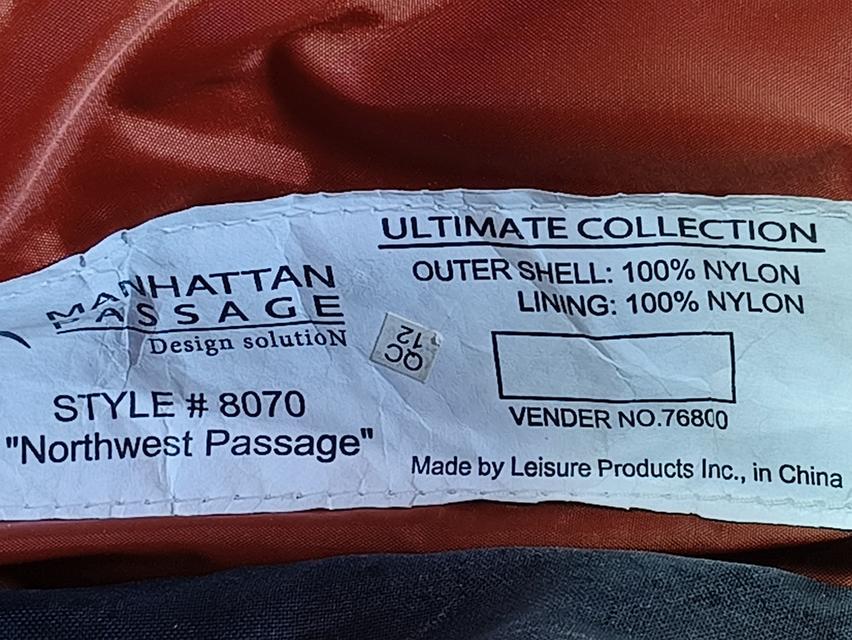 MANHATTAN
PASSAGE
Design solutioN
STYLE # 8070
"Northwest Passage"
QC
12
ULTIMATE COLLECTION
OUTER SHELL: 100% NYLON
LINING: 100% NYLON
VENDER NO.76800
Made by Leisure Products Inc., in China